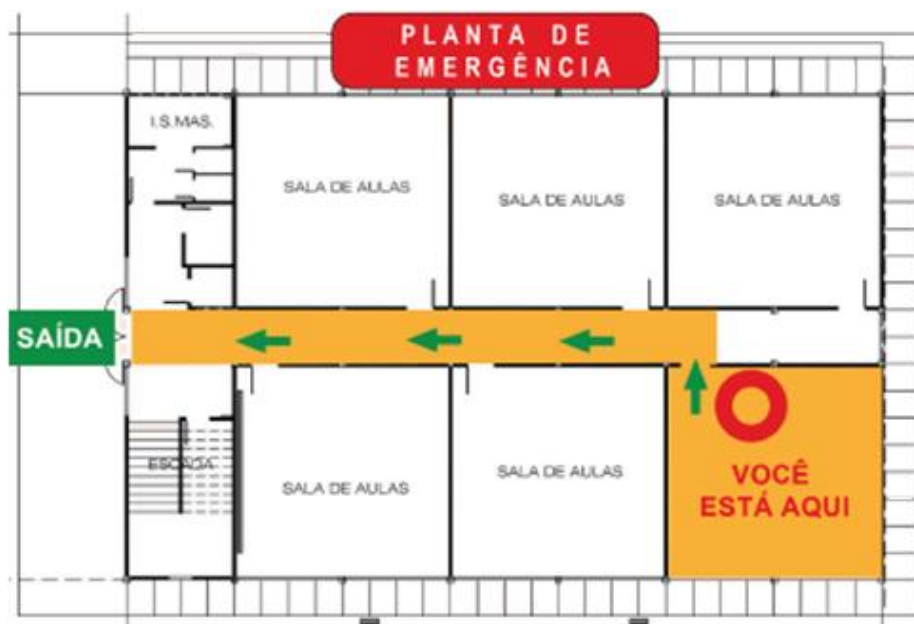 PLANTA DE
EMERGÊNCIA
I.S.MAS.
SALA DE AULAS
SALA DE AULAS
SALA DE AULAS
SAÍDA
ESCADA
SALA DE AULAS
SALA DE AULAS
VOCÊ
ESTÁ AQUI